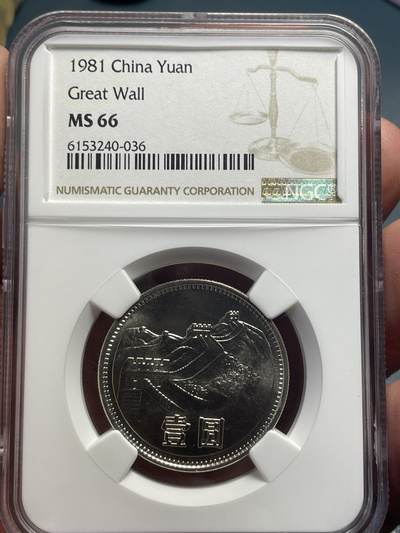 1981 China Yuan
Great Wall
MS 66
6153240-036
NUMISMATIC GUARANTY CORPORATION
NGC
壹圆